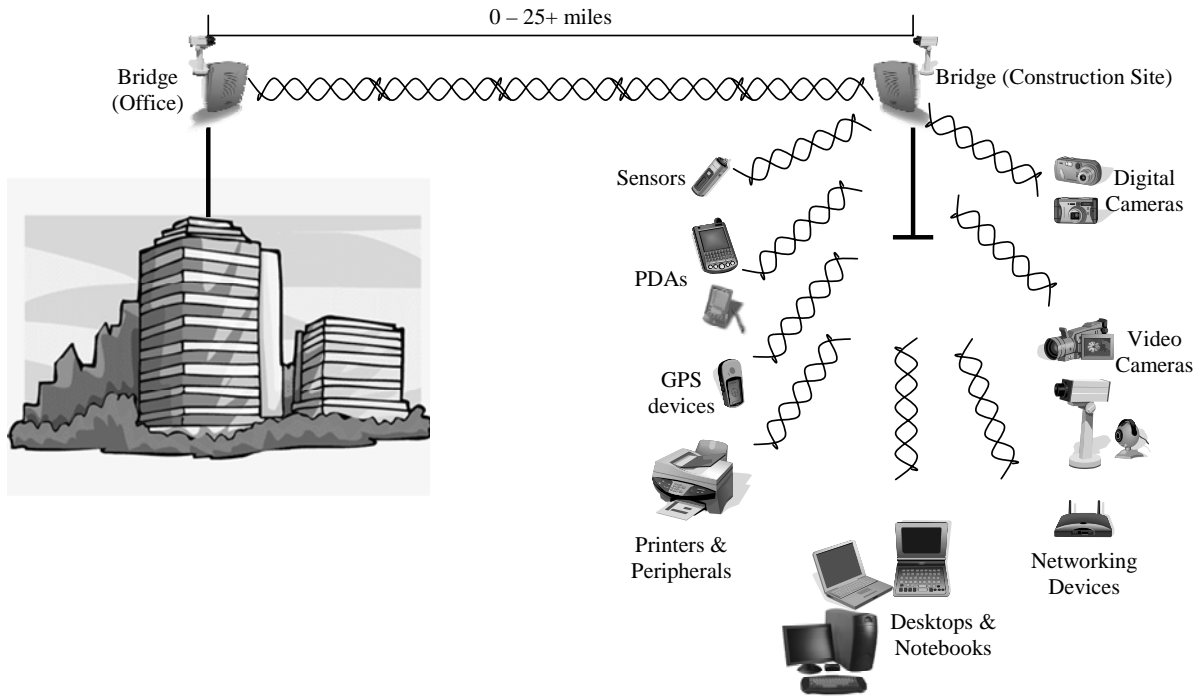 0 – 25+ miles
Bridge
(Office)
Bridge (Construction Site)
Sensors
Digital
Cameras
PDAs
Video
Cameras
GPS
devices
Printers &
Peripherals
Networking
Devices
Desktops &
Notebooks